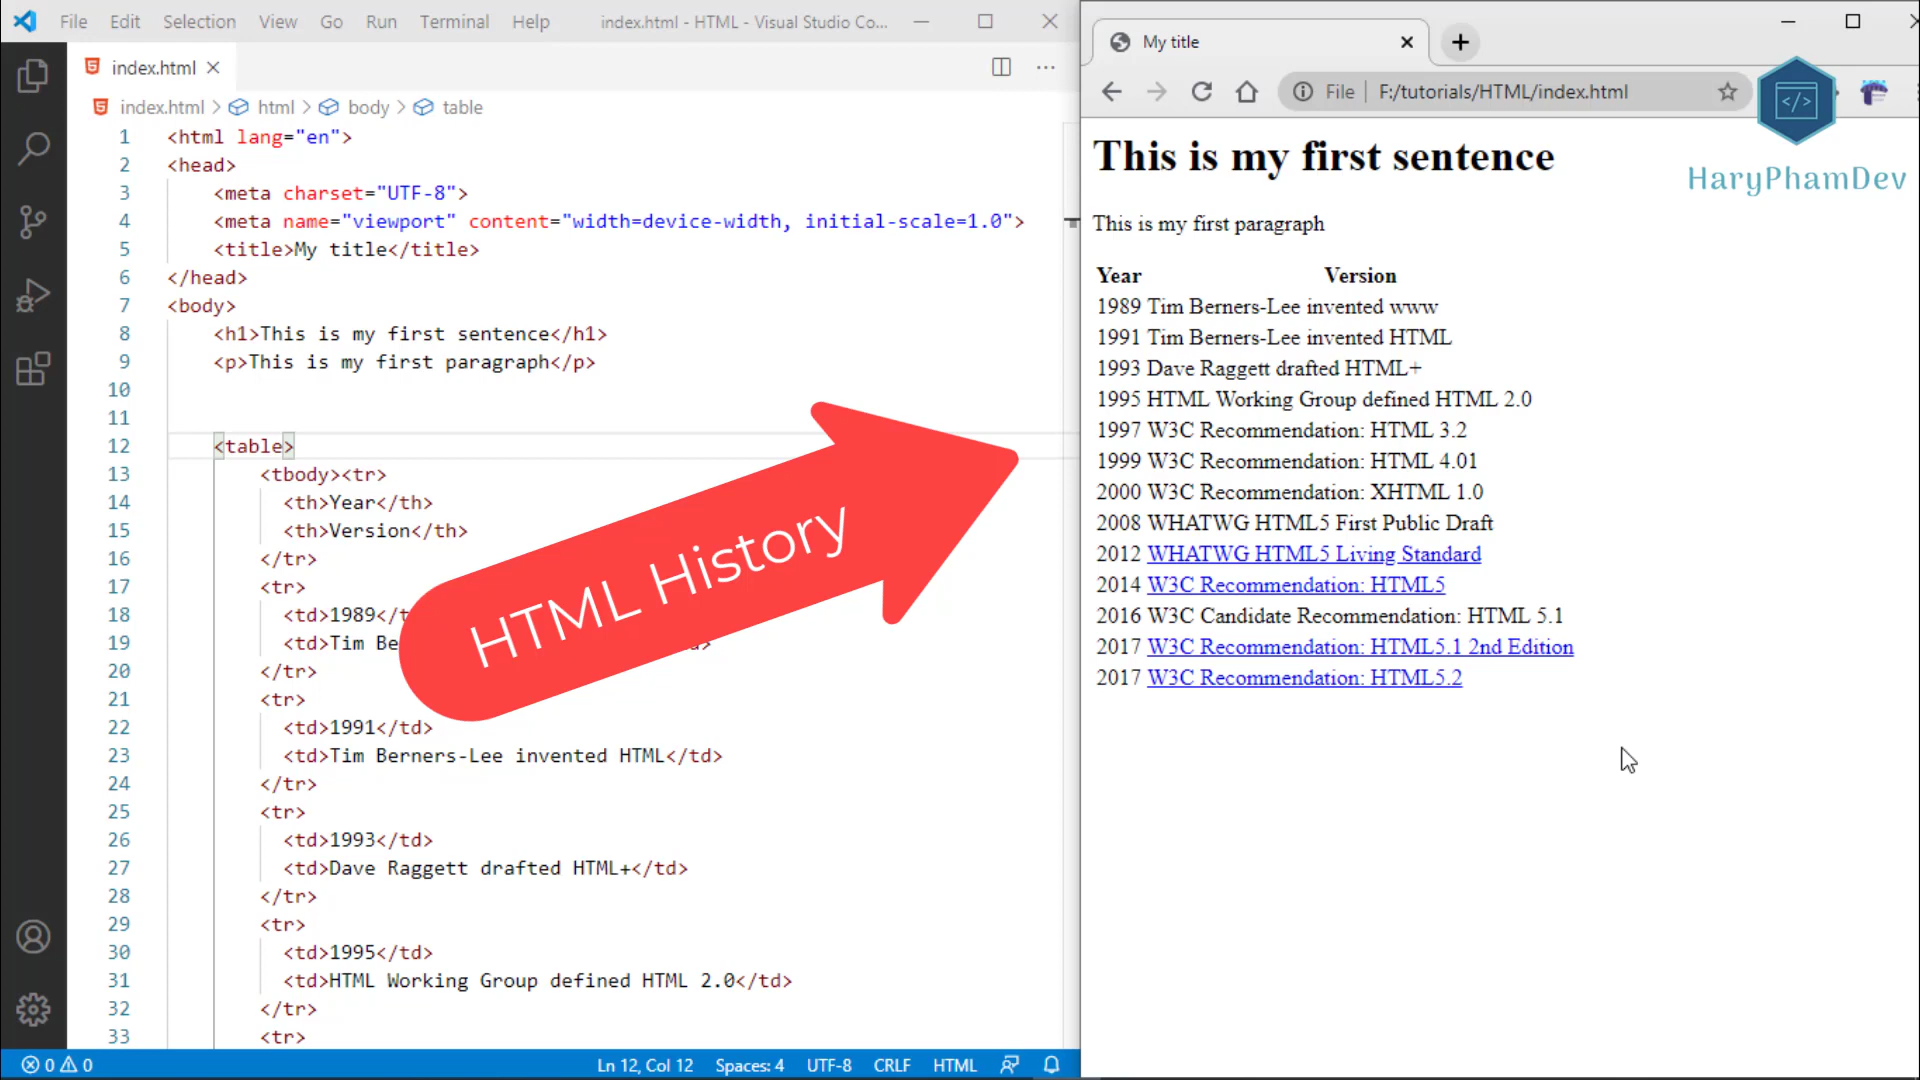 File Edit Selection View Go Run Terminal Help index.html - HTML - Visual Studio Co...
index.html
index.html > html > body > table
1 <html lang="en">
2 <head>
3 <meta charset="UTF-8">
4 <meta name="viewport" content="width=device-width, initial-scale=1.0">
5 <title>My title</title>
6 </head>
7 <body>
8 <h1>This is my first sentence</h1>
9 <p>This is my first paragraph</p>
10
11
12 <table>
13 <tbody><tr>
14 <th>Year</th>
15 <th>Version</th>
16 </tr>
17 <tr>
18 <td>1989</t
19 <td>Tim Be
20 </tr>
21 <tr>
22 <td>1991</td>
23 <td>Tim Berners-Lee invented HTML</td>
24 </tr>
25 <tr>
26 <td>1993</td>
27 <td>Dave Raggett drafted HTML+</td>
28 </tr>
29 <tr>
30 <td>1995</td>
31 <td>HTML Working Group defined HTML 2.0</td>
32 </tr>
33 <tr>
HTML History
0 0 Ln 12, Col 12 Spaces: 4 UTF-8 CRLF HTML
My title
File | F:/tutorials/HTML/index.html
</>
HaryPhamDev
This is my first sentence
This is my first paragraph
Year Version
1989 Tim Berners-Lee invented www
1991 Tim Berners-Lee invented HTML
1993 Dave Raggett drafted HTML+
1995 HTML Working Group defined HTML 2.0
1997 W3C Recommendation: HTML 3.2
1999 W3C Recommendation: HTML 4.01
2000 W3C Recommendation: XHTML 1.0
2008 WHATWG HTML5 First Public Draft
2012 WHATWG HTML5 Living Standard
2014 W3C Recommendation: HTML5
2016 W3C Candidate Recommendation: HTML 5.1
2017 W3C Recommendation: HTML5.1 2nd Edition
2017 W3C Recommendation: HTML5.2